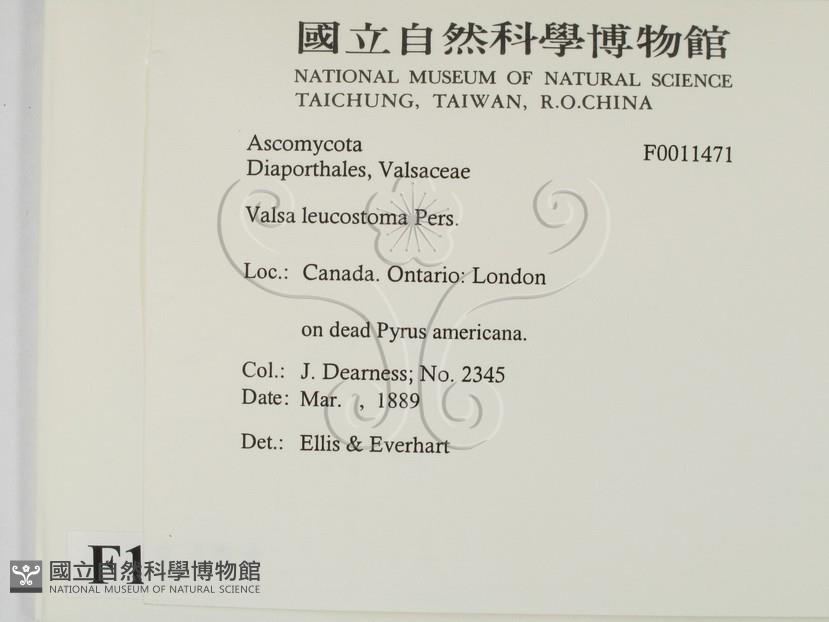 國立自然科學博物館
NATIONAL MUSEUM OF NATURAL SCIENCE
TAICHUNG, TAIWAN, R.O.CHINA
Ascomycota
F0011471
Diaporthales, Valsaceae
Valsa leucostoma Pers.
Loc.: Canada. Ontario: London
on dead Pyrus americana.
Col.: J. Dearness; No. 2345
Date: Mar. , 1889
Det.: Ellis & Everhart
F1
國立自然科學博物館
NATIONAL MUSEUM OF NATURAL SCIENCE